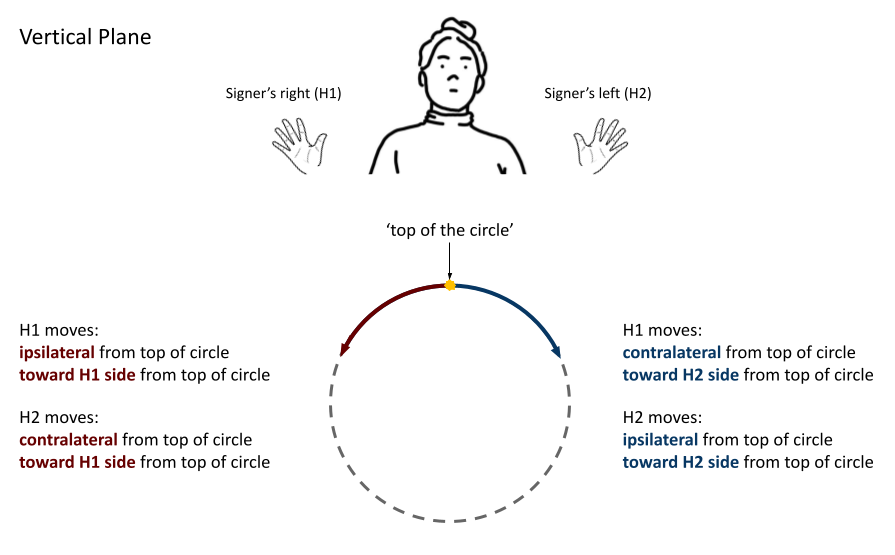 Vertical Plane
Signer's right (H1)
Signer's left (H2)
‘top of the circle’
H1 moves:
ipsilateral from top of circle
toward H1 side from top of circle
H2 moves:
contralateral from top of circle
toward H1 side from top of circle
H1 moves:
contralateral from top of circle
toward H2 side from top of circle
H2 moves:
ipsilateral from top of circle
toward H2 side from top of circle